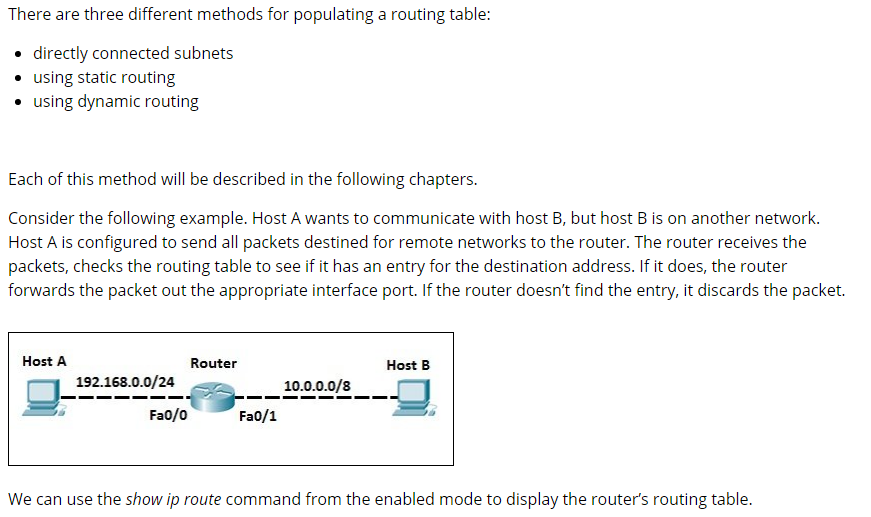 There are three different methods for populating a routing table:
• directly connected subnets
• using static routing
• using dynamic routing
Each of this method will be described in the following chapters.
Consider the following example. Host A wants to communicate with host B, but host B is on another network.
Host A is configured to send all packets destined for remote networks to the router. The router receives the
packets, checks the routing table to see if it has an entry for the destination address. If it does, the router
forwards the packet out the appropriate interface port. If the router doesn’t find the entry, it discards the packet.
Host A
Router
Host B
192.168.0.0/24
10.0.0.0/8
Fa0/0
Fa0/1
We can use the show ip route command from the enabled mode to display the router’s routing table.